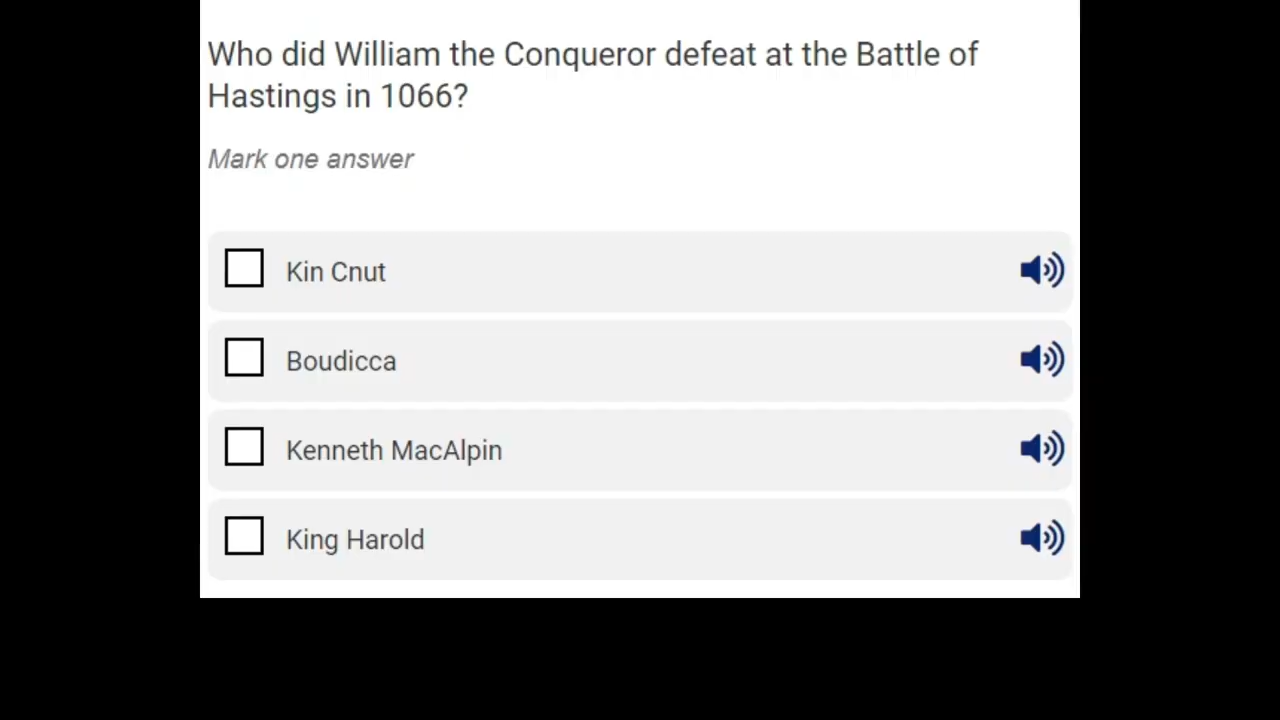 Who did William the Conqueror defeat at the Battle of
Hastings in 1066?
Mark one answer
Kin Cnut
Boudicca
Kenneth MacAlpin
King Harold